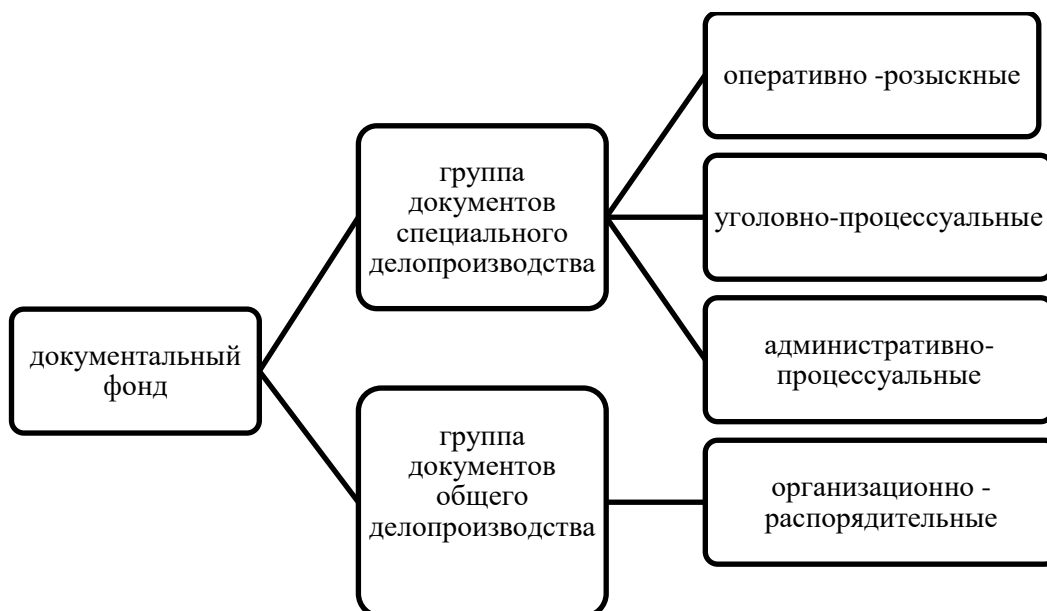 оперативно -розыскные
группа
документов
специального
делопроизводства
уголовно-процессуальные
административно-
процессуальные
документальный
фонд
группа
документов
общего
делопроизводства
организационно -
распорядительные